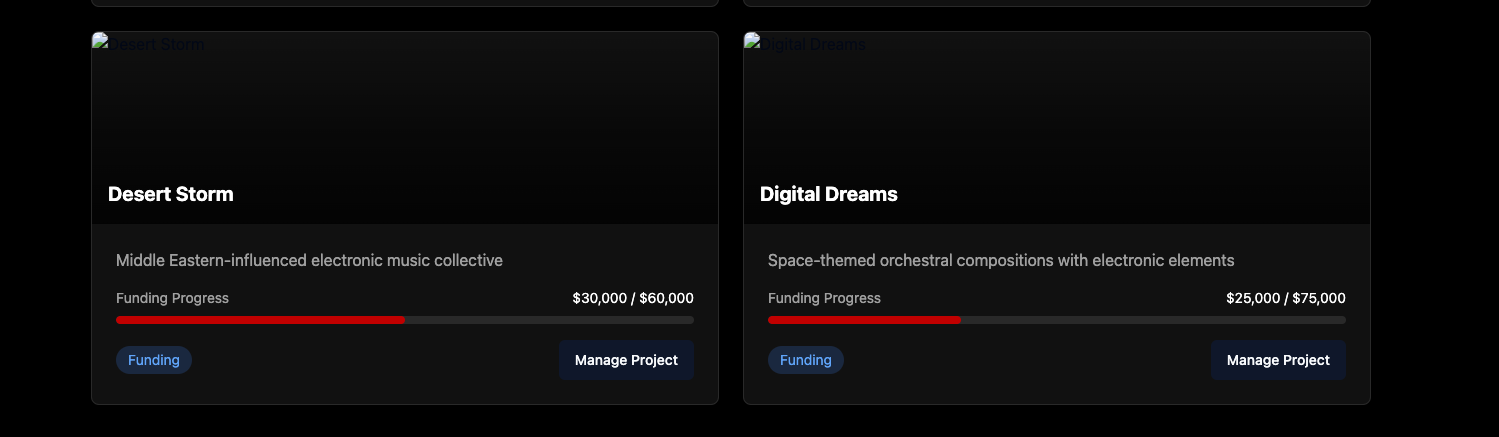 Desert Storm
Desert Storm
Middle Eastern-influenced electronic music collective
Funding Progress
$30,000 / $60,000
Funding
Manage Project
Digital Dreams
Digital Dreams
Space-themed orchestral compositions with electronic elements
Funding Progress
$25,000 / $75,000
Funding
Manage Project